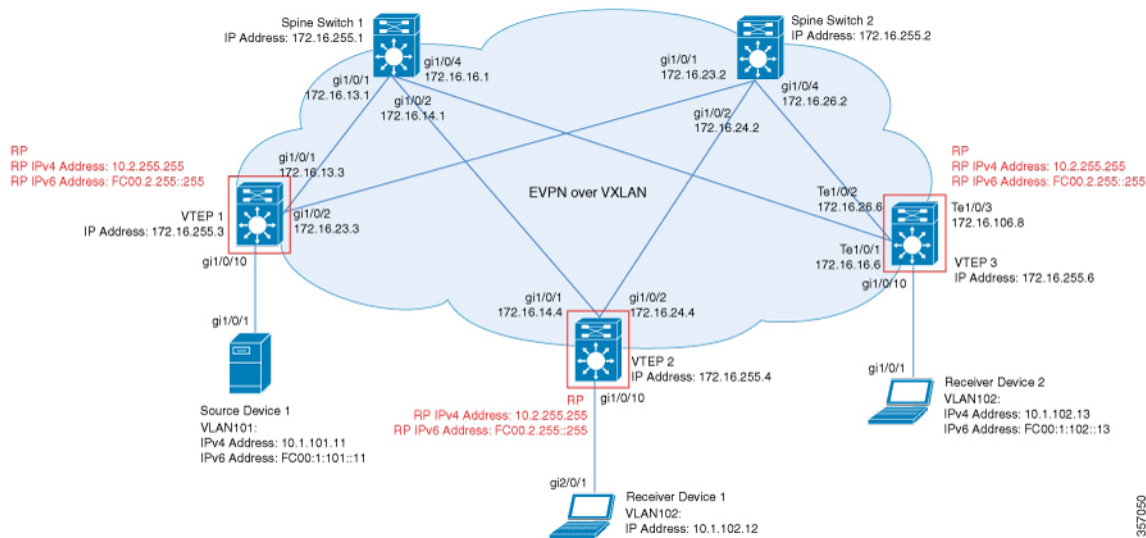 Spine Switch 1
IP Address: 172.16.255.1
Spine Switch 2
IP Address: 172.16.255.2
gi1/0/4
172.16.16.1
gi1/0/1
172.16.13.1
gi1/0/2
172.16.14.1
gi1/0/1
172.16.23.2
gi1/0/4
172.16.26.2
gi1/0/2
172.16.24.2
RP
RP IPv4 Address: 10.2.255.255
RP IPv6 Address: FC00.2.255::255
gi1/0/1
172.16.13.3
VTEP 1
IP Address: 172.16.255.3
gi1/0/2
172.16.23.3
gi1/0/10
EVPN over VXLAN
RP
RP IPv4 Address: 10.2.255.255
RP IPv6 Address: FC00.2.255::255
Te1/0/2
172.16.26.6
Te1/0/3
172.16.106.8
Te1/0/1
172.16.16.6
VTEP 3
IP Address: 172.16.255.6
gi1/0/10
gi1/0/1
172.16.14.4
gi1/0/2
172.16.24.4
VTEP 2
IP Address: 172.16.255.4
gi1/0/10
RP
RP IPv4 Address: 10.2.255.255
RP IPv6 Address: FC00.2.255::255
gi1/0/1
Source Device 1
VLAN101:
IPv4 Address: 10.1.101.11
IPv6 Address: FC00:1:101::11
gi2/0/1
Receiver Device 1
VLAN102:
IP Address: 10.1.102.12
gi1/0/1
Receiver Device 2
VLAN102:
IPv4 Address: 10.1.102.13
IPv6 Address: FC00:1:102::13
357050